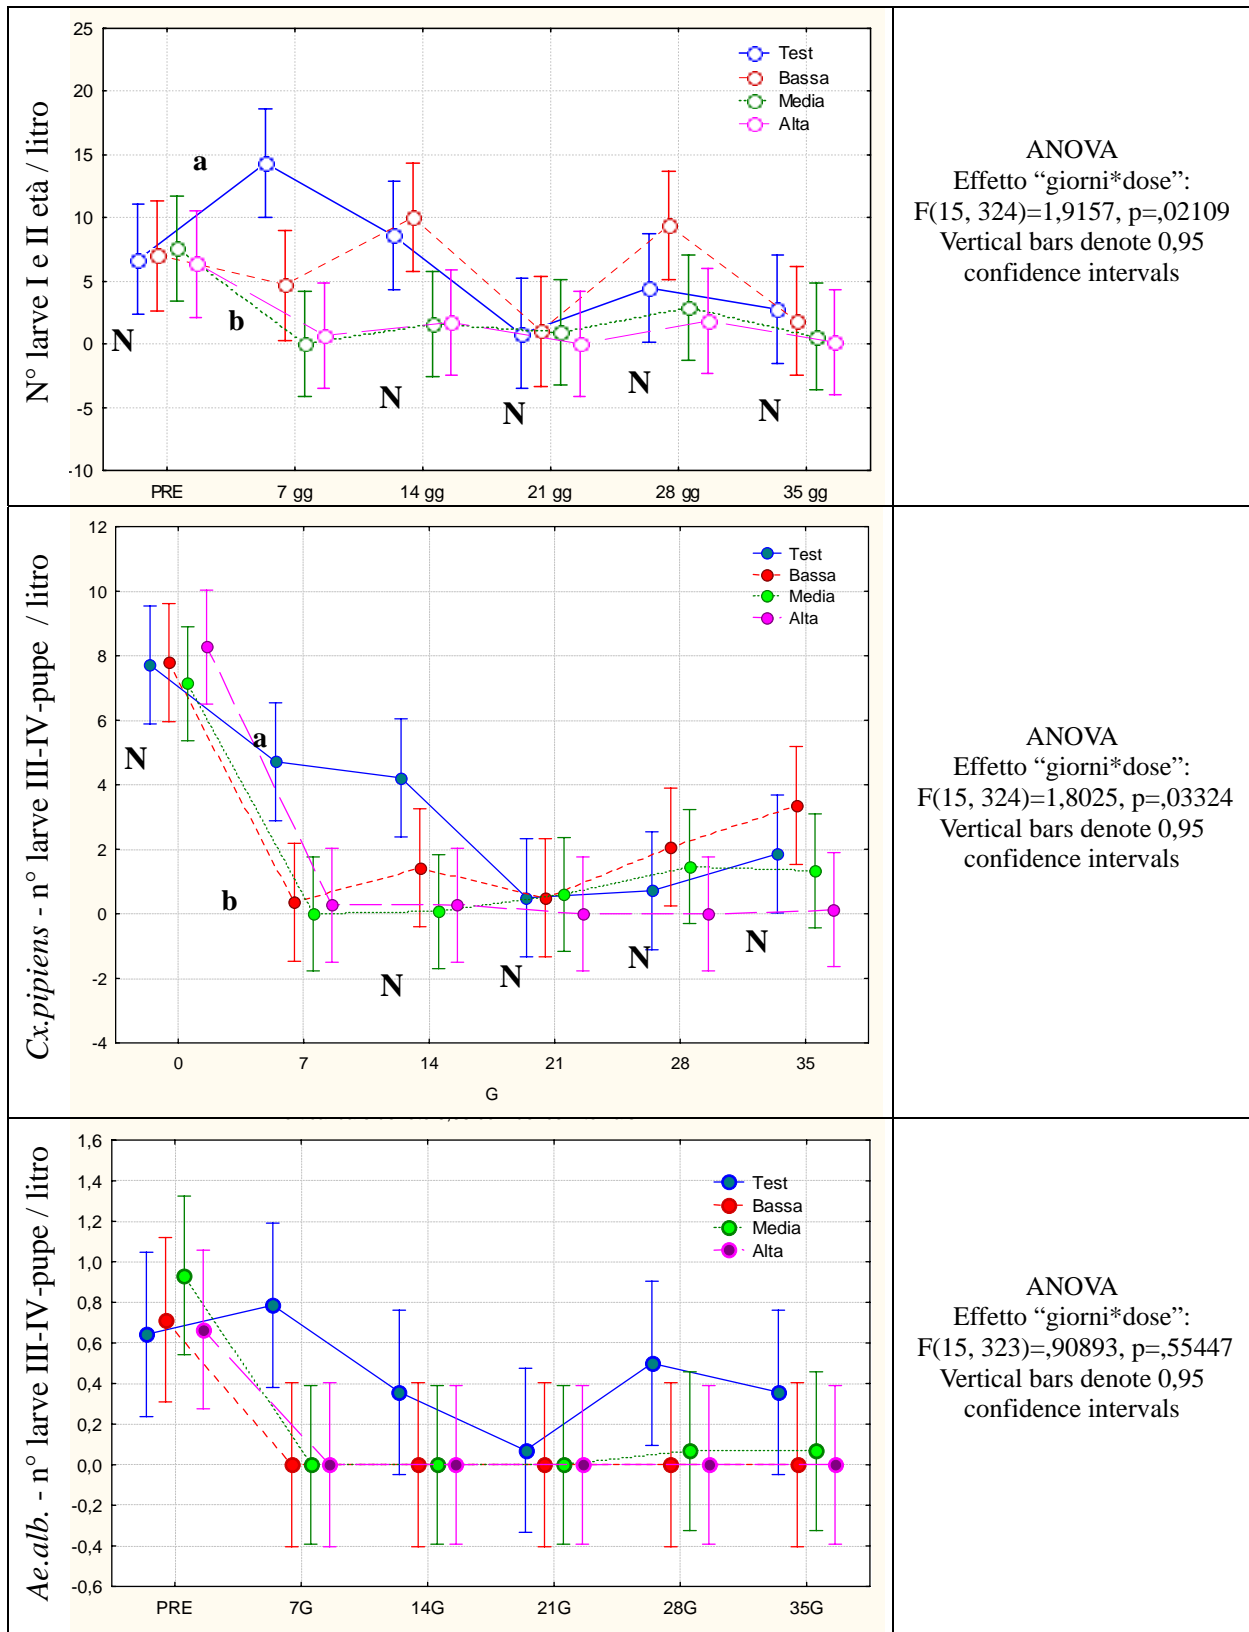 N° larve I e II età / litro
25
20
15
10
5
0
-5
-10
Test
Bassa
Media
Alta
a
b
N
N
N
N
N
PRE
7 gg
14 gg
21 gg
28 gg
35 gg
ANOVA
Effetto “giorni*dose”:
F(15, 324)=1,9157, p=,02109
Vertical bars denote 0,95
confidence intervals
Cx.pipiens - n° larve III-IV-pupe / litro
12
10
8
6
4
2
0
-2
-4
Test
Bassa
Media
Alta
a
b
N
N
N
N
N
0
7
14
21
28
35
G
ANOVA
Effetto “giorni*dose”:
F(15, 324)=1,8025, p=,03324
Vertical bars denote 0,95
confidence intervals
Ae.alb. - n° larve III-IV-pupe / litro
1,6
1,4
1,2
1,0
0,8
0,6
0,4
0,2
0,0
-0,2
-0,4
-0,6
Test
Bassa
Media
Alta
PRE
7G
14G
21G
28G
35G
ANOVA
Effetto “giorni*dose”:
F(15, 323)=,90893, p=,55447
Vertical bars denote 0,95
confidence intervals